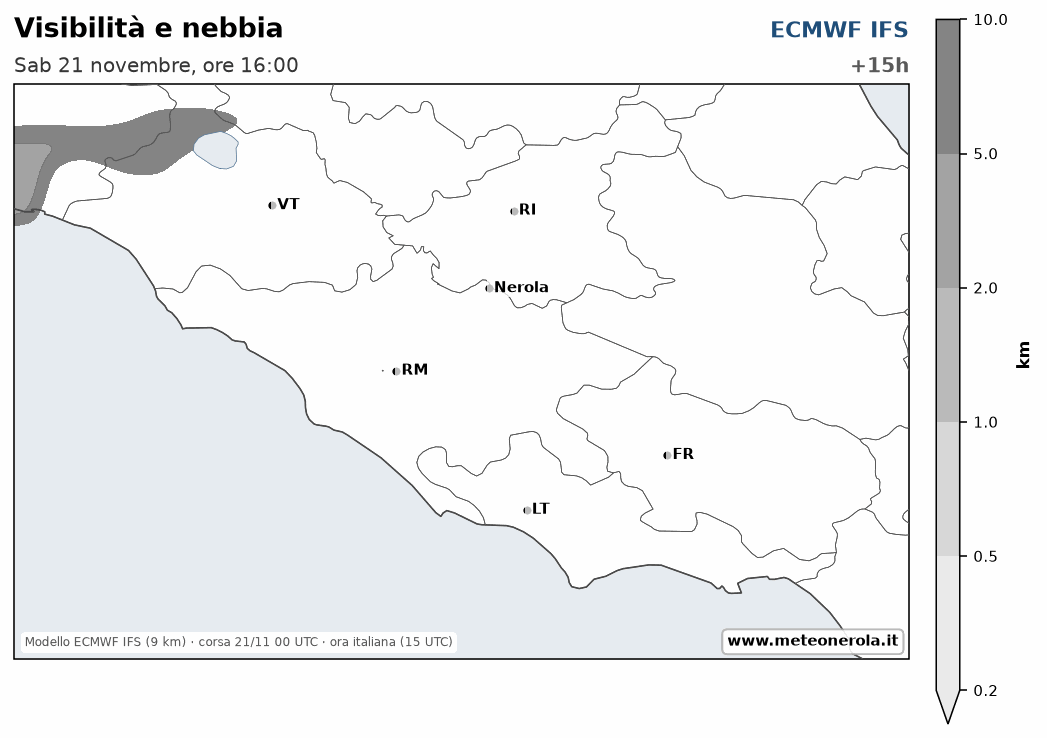 Visibilità e nebbia
ECMWF IFS
Sab 21 novembre, ore 16:00
+15h
10.0
5.0
2.0
1.0
0.5
0.2
km
VT
RI
Nerola
RM
FR
LT
Modello ECMWF IFS (9 km) · corsa 21/11 00 UTC · ora italiana (15 UTC)
www.meteonerola.it